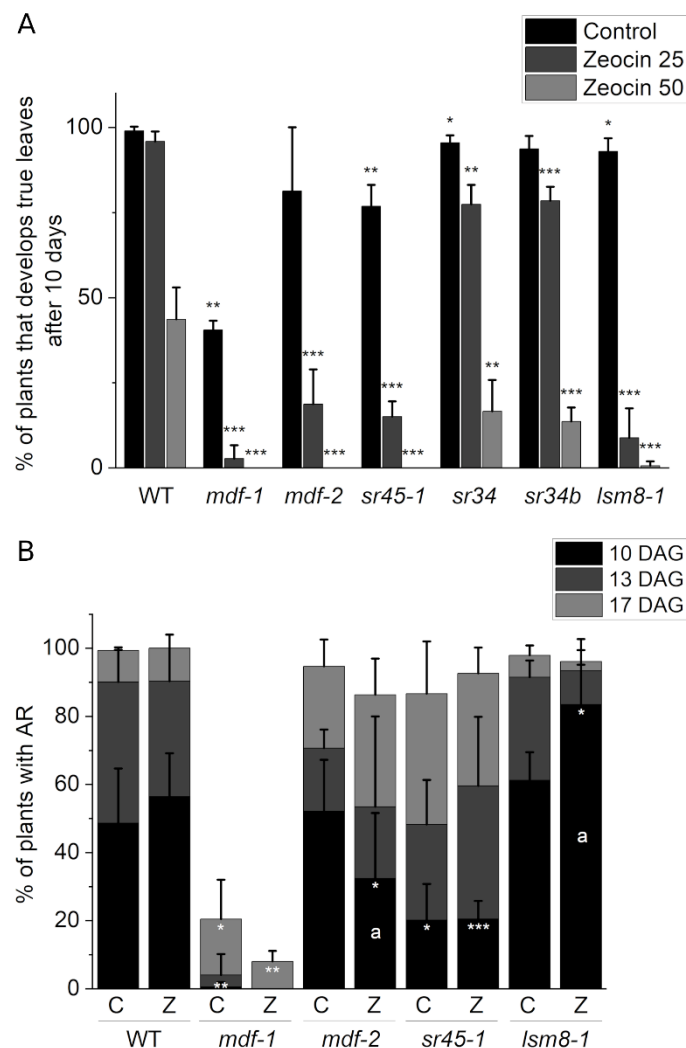 A
Control
Zeocin 25
Zeocin 50
% of plants that develops true leaves
after 10 days
100
50
0
*
**
**
***
*
**
***
***
***
***
***
***
**
***
***
***
WT mdf-1 mdf-2 sr45-1 sr34 sr34b lsm8-1
B
10 DAG
13 DAG
17 DAG
% of plants with AR
100
80
60
40
20
0
*
**
**
*
a
*
***
*
a
C Z C Z C Z C Z C Z
WT mdf-1 mdf-2 sr45-1 lsm8-1